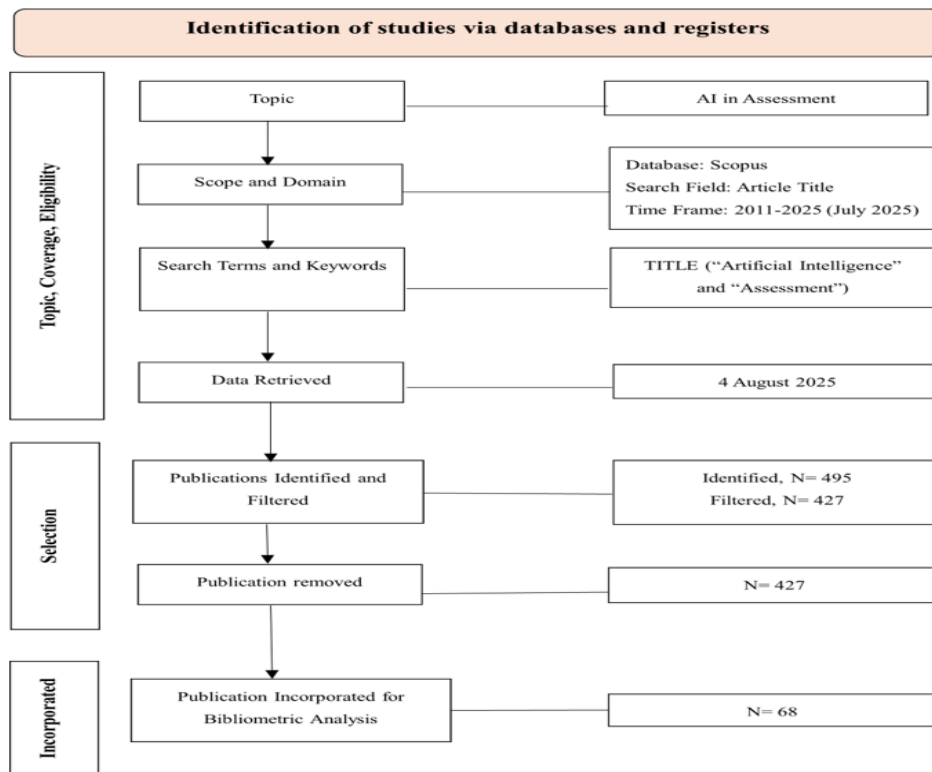 Identification of studies via databases and registers
Topic, Coverage, Eligibility
Topic
AI in Assessment
Scope and Domain
Database: Scopus
Search Field: Article Title
Time Frame: 2011-2025 (July 2025)
Search Terms and Keywords
TITLE (“Artificial Intelligence”
and “Assessment”)
Data Retrieved
4 August 2025
Selection
Publications Identified and
Filtered
Identified, N= 495
Filtered, N= 427
Publication removed
N= 427
Incorporated
Publication Incorporated for
Bibliometric Analysis
N= 68